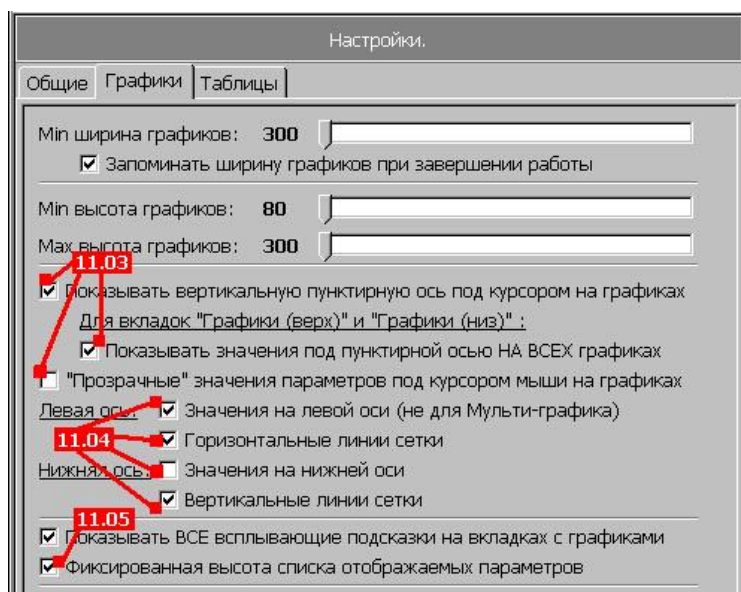 Настройки.
Общие Графики Таблицы
Min ширина графиков: 300
Запоминать ширину графиков при завершении работы
Min высота графиков: 80
Max высота графиков: 300
11.03
Показывать вертикальную пунктирную ось под курсором на графиках
Для вкладок "Графики (верх)" и "Графики (низ)" :
Показывать значения под пунктирной осью НА ВСЕХ графиках
"Прозрачные" значения параметров под курсором мыши на графиках
Левая ось: Значения на левой оси (не для Мульти-графика)
11.04 Горизонтальные линии сетки
Нижняя ось: Значения на нижней оси
Вертикальные линии сетки
11.05
Показывать ВСЕ всплывающие подсказки на вкладках с графиками
Фиксированная высота списка отображаемых параметров